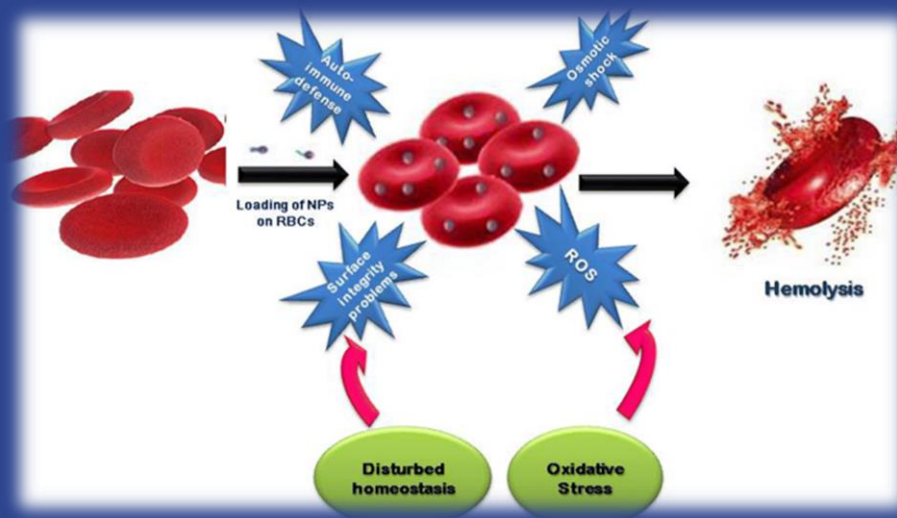 Auto-
immune
defense
Osmotic
shock
Loading of NPs
on RBCs
Surface
integrity
problems
ROS
Hemolysis
Disturbed
homeostasis
Oxidative
Stress